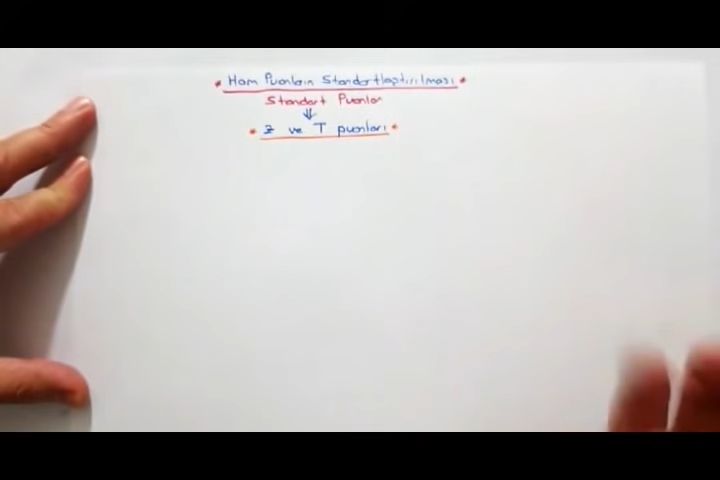 * Ham Puanların Standartlaştırılması *
Standart Puanlar
⇓
* z ve T puanları *